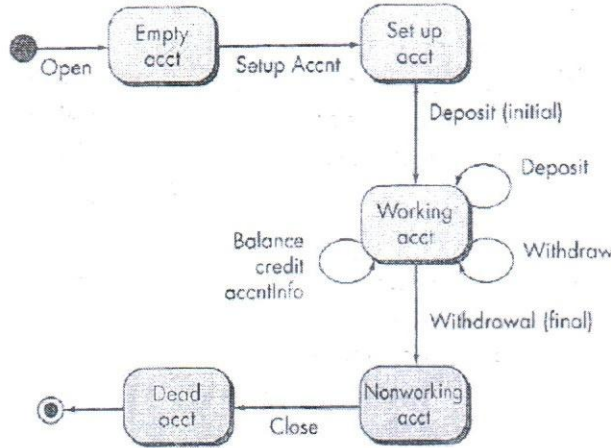 Empty
acct
Open
Setup Accnt
Set up
acct
Deposit (initial)
Deposit
Working
acct
Balance
credit
accntInfo
Withdraw
Withdrawal (final)
Dead
acct
Close
Nonworking
acct